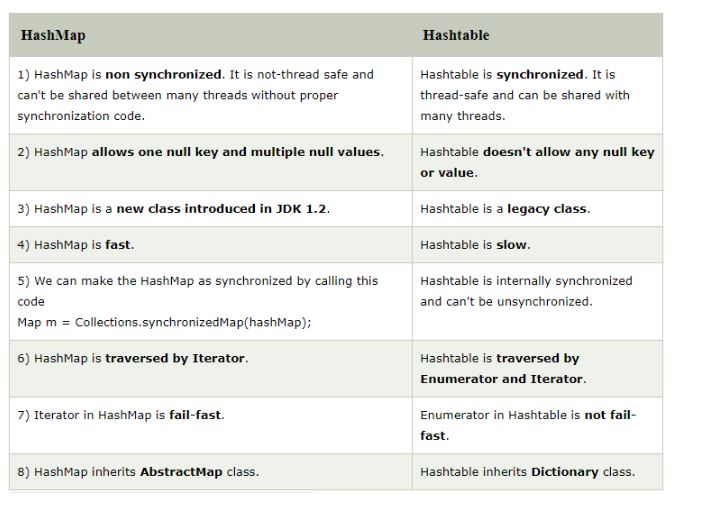 HashMap
Hashtable
1) HashMap is non synchronized. It is not-thread safe and
can't be shared between many threads without proper
synchronization code.
Hashtable is synchronized. It is
thread-safe and can be shared with
many threads.
2) HashMap allows one null key and multiple null values.
Hashtable doesn't allow any null key
or value.
3) HashMap is a new class introduced in JDK 1.2.
Hashtable is a legacy class.
4) HashMap is fast.
Hashtable is slow.
5) We can make the HashMap as synchronized by calling this
code
Map m = Collections.synchronizedMap(hashMap);
Hashtable is internally synchronized
and can't be unsynchronized.
6) HashMap is traversed by Iterator.
Hashtable is traversed by
Enumerator and Iterator.
7) Iterator in HashMap is fail-fast.
Enumerator in Hashtable is not fail-
fast.
8) HashMap inherits AbstractMap class.
Hashtable inherits Dictionary class.